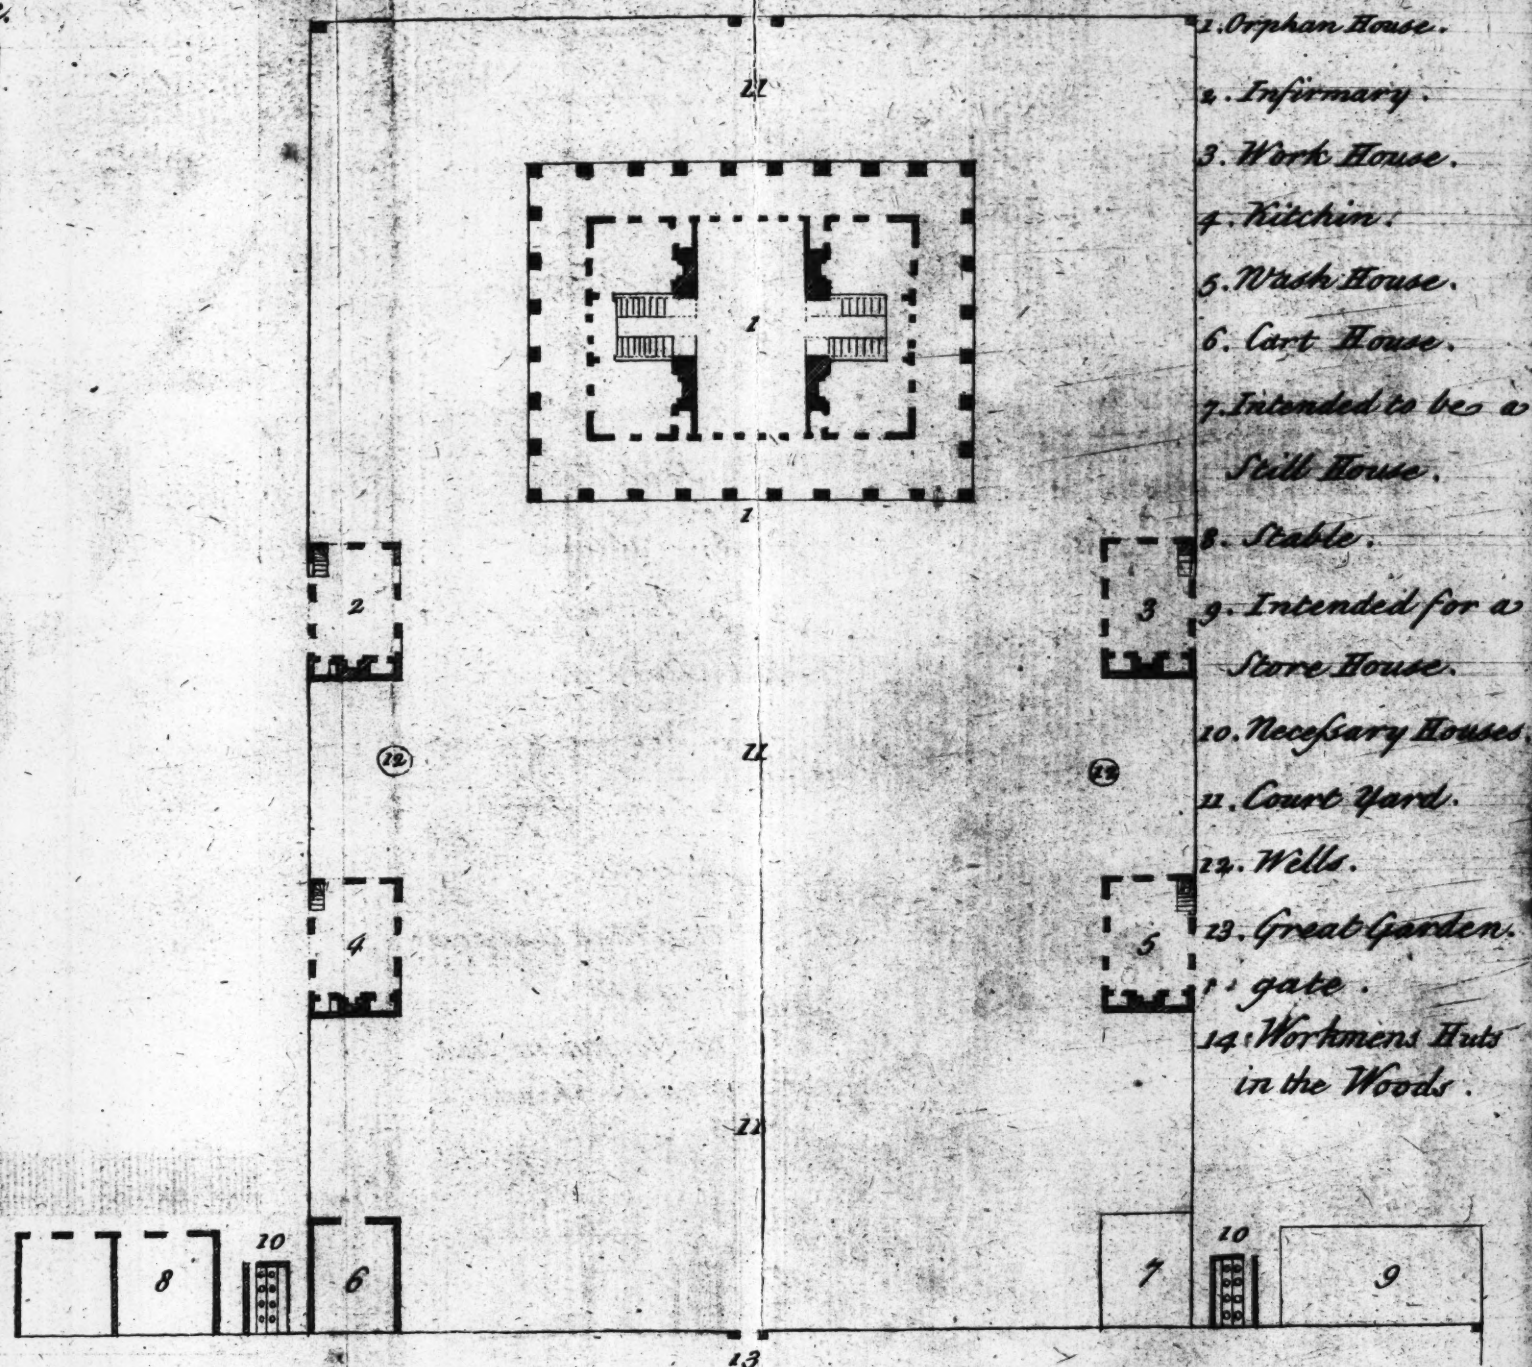 1. Orphan House.
2. Infirmary.
3. Work House.
4. Kitchin.
5. Wash House.
6. Cart House.
7. Intended to be a
Still House.
8. Stable.
9. Intended for a
Store House.
10. Neceſsary Houses.
11. Court Yard.
12. Wells.
13. Great Garden.
gate.
14. Workmens Huts
in the Woods.
11
1
1
2
3
11
12
12
4
5
11
8
10
6
7
10
9
13